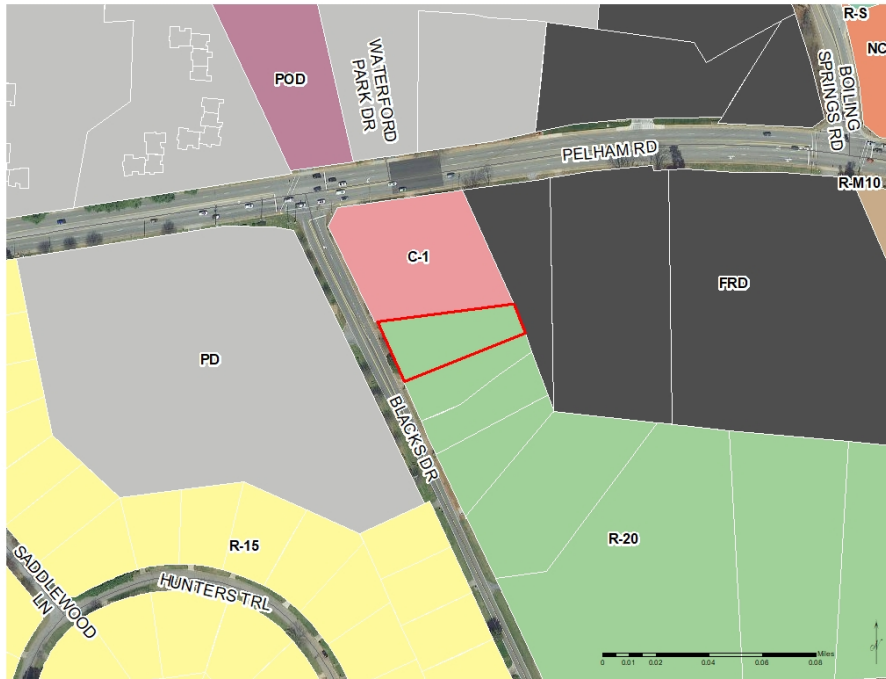 R-S
NC
POD
WATERFORD
PARK DR
BOILING
SPRINGS RD
PELHAM RD
R-M10
C-1
FRD
PD
BLACKS DR
R-15
R-20
SADDLEWOOD
LN
HUNTERS TRL
Miles
0 0.01 0.02 0.04 0.06 0.08
N